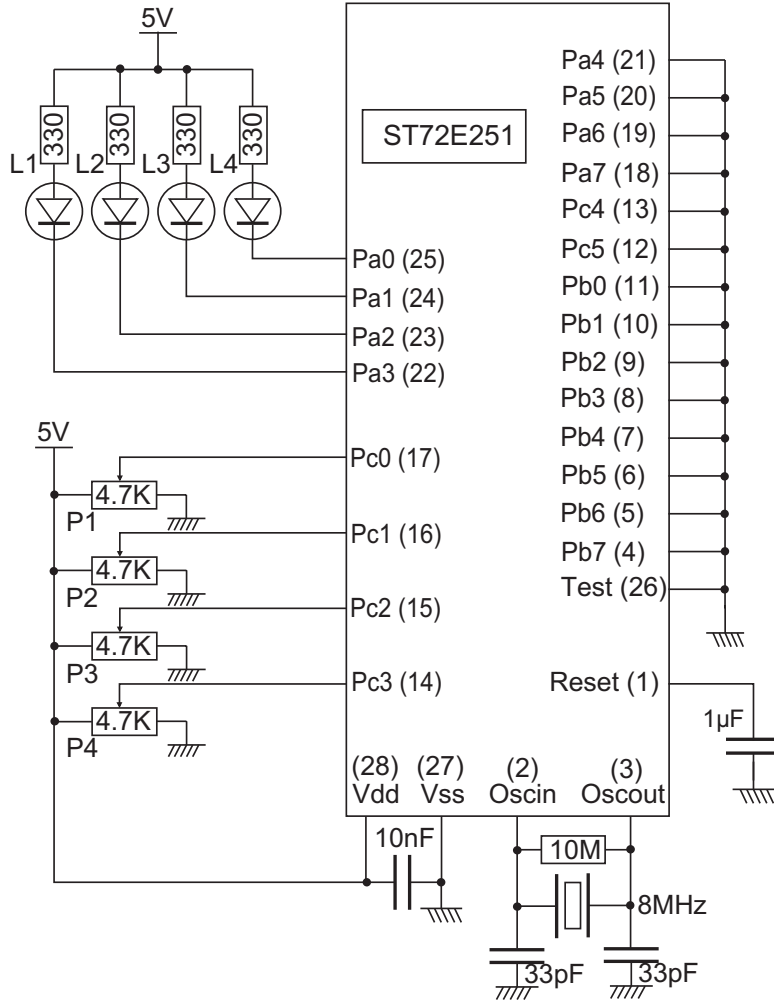 5V
330
330
330
330
L1
L2
L3
L4
ST72E251
Pa0 (25)
Pa1 (24)
Pa2 (23)
Pa3 (22)
5V
Pc0 (17)
4.7K
P1
Pc1 (16)
4.7K
P2
Pc2 (15)
4.7K
P3
Pc3 (14)
4.7K
P4
Pa4 (21)
Pa5 (20)
Pa6 (19)
Pa7 (18)
Pc4 (13)
Pc5 (12)
Pb0 (11)
Pb1 (10)
Pb2 (9)
Pb3 (8)
Pb4 (7)
Pb5 (6)
Pb6 (5)
Pb7 (4)
Test (26)
Reset (1)
1µF
(28)
Vdd
(27)
Vss
(2)
Oscin
(3)
Oscout
10nF
10M
8MHz
33pF
33pF